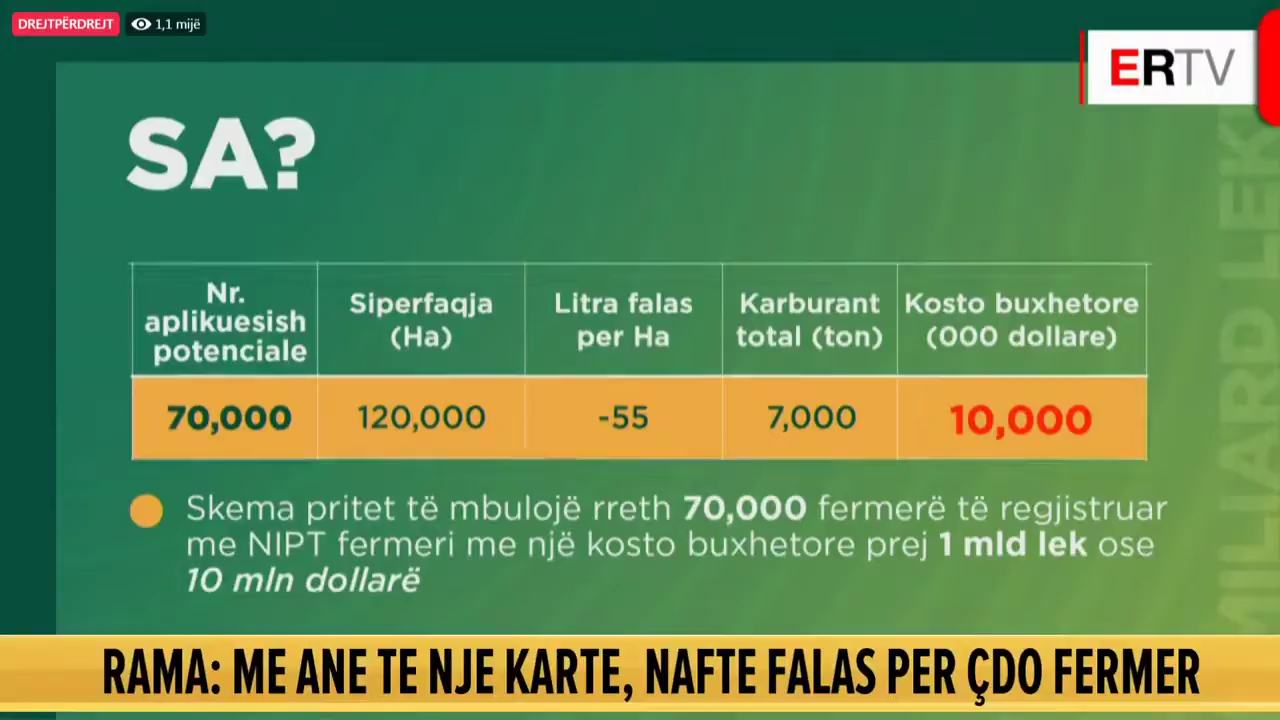 DREJTPËRDREJT 1,1 mijë
ERTV
SA?
Nr. aplikuesish potenciale
Siperfaqja (Ha)
Litra falas per Ha
Karburant total (ton)
Kosto buxhetore (000 dollare)
70,000 120,000 -55 7,000 10,000
Skema pritet të mbulojë rreth 70,000 fermerë të regjistruar
me NIPT fermeri me një kosto buxhetore prej 1 mld lek ose
10 mln dollarë
MILIARD LEK
RAMA: ME ANE TE NJE KARTE, NAFTE FALAS PER ÇDO FERMER